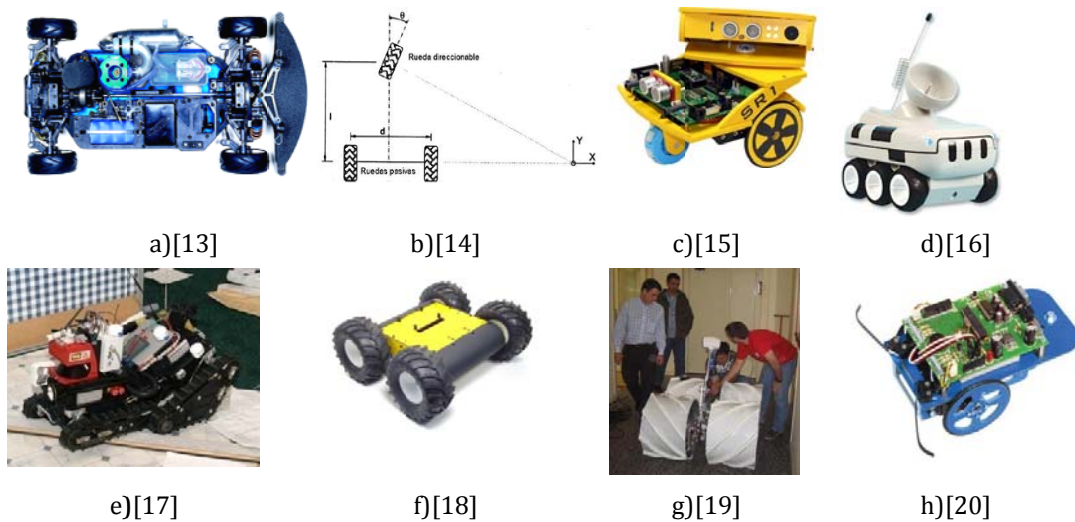 θ
Rueda direccionable
l
d
Y
X
Ruedas pasivas
SR1
a)[13]
b)[14]
c)[15]
d)[16]
e)[17]
f)[18]
g)[19]
h)[20]